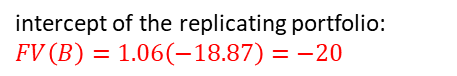 intercept of the replicating portfolio:
FV(B) = 1.06(−18.87) = −20